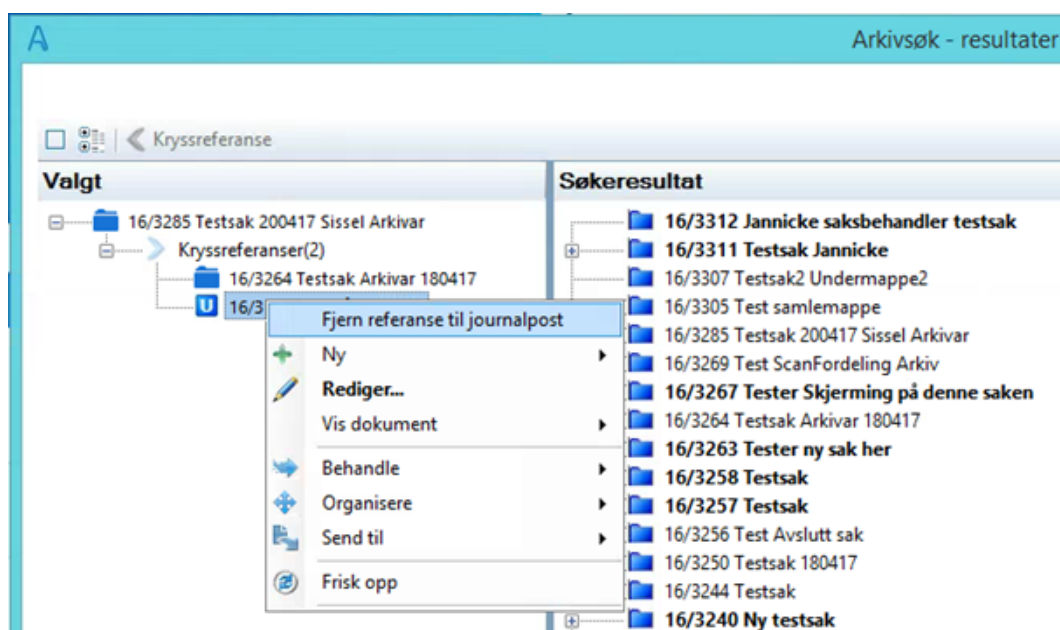 Arkivsøk - resultater
Kryssreferanse
Valgt
16/3285 Testsak 200417 Sissel Arkivar
Kryssreferanser(2)
16/3264 Testsak Arkivar 180417
U 16/3
Fjern referanse til journalpost
Ny
Rediger...
Vis dokument
Behandle
Organisere
Send til
Frisk opp
Søkeresultat
16/3312 Jannicke saksbehandler testsak
16/3311 Testsak Jannicke
16/3307 Testsak2 Undermappe2
16/3305 Test samlemappe
16/3285 Testsak 200417 Sissel Arkivar
16/3269 Test ScanFordeling Arkiv
16/3267 Tester Skjerming på denne saken
16/3264 Testsak Arkivar 180417
16/3263 Tester ny sak her
16/3258 Testsak
16/3257 Testsak
16/3256 Test Avslutt sak
16/3250 Testsak 180417
16/3244 Testsak
16/3240 Ny testsak